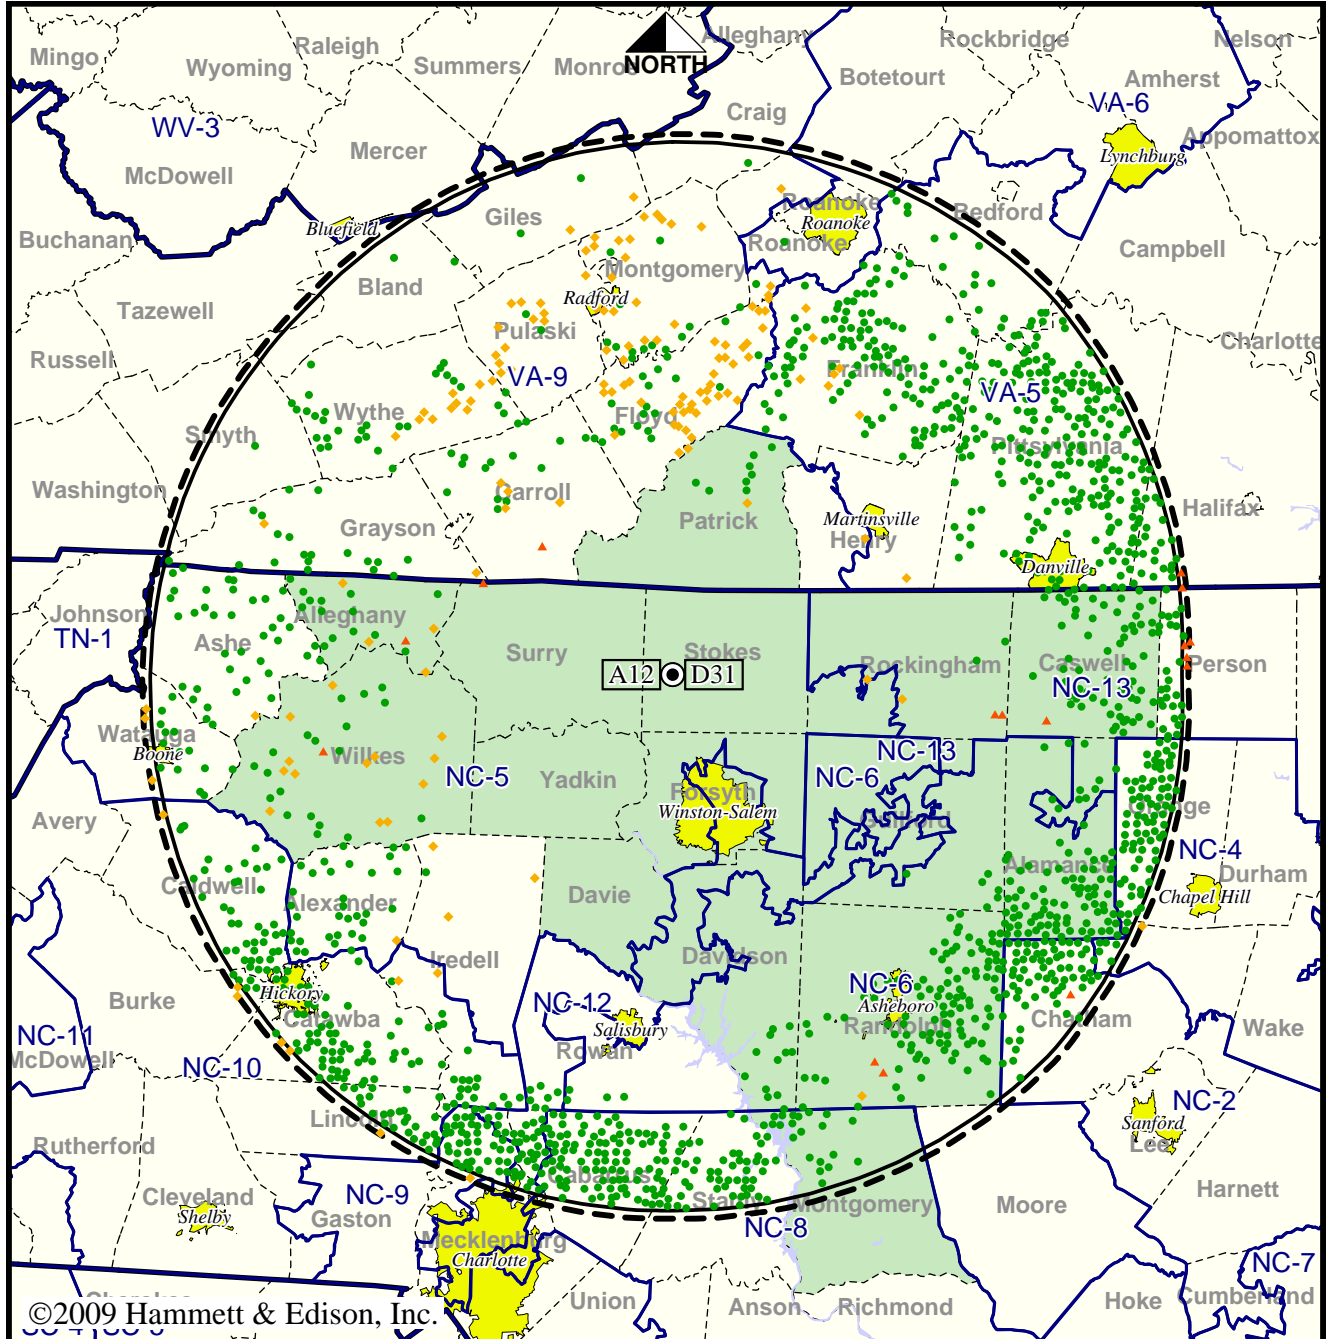 Mingo
Raleigh
Wyoming
Summers
Monroe
NORTH
Alleghany
Rockbridge
Nelson
Botetourt
Amherst
VA-6
Craig
WV-3
Mercer
McDowell
Lynchburg
Appomattox
Buchanan
Bluefield
Giles
Roanoke
Roanoke
Roanoke
Bedford
Campbell
Tazewell
Bland
Montgomery
Radford
Pulaski
Russell
Charlotte
VA-9
Franklin
VA-5
Wythe
Floyd
Smyth
Pittsylvania
Washington
Carroll
Grayson
Patrick
Martinsville
Henry
Halifax
Danville
Johnson
TN-1
Ashe
Alleghany
Surry
Stokes
A12
D31
Rockingham
Caswell
NC-13
Person
Watauga
Boone
Wilkes
NC-5
Yadkin
Forsyth
Winston-Salem
NC-13
NC-6
Guilford
Orange
Avery
NC-4
Durham
Chapel Hill
Caldwell
Alexander
Davie
Alamance
Iredell
Davidson
Hickory
Burke
Catawba
NC-12
Salisbury
Rowan
NC-6
Asheboro
Randolph
Chatham
Wake
NC-11
McDowell
NC-10
Lincoln
NC-2
Sanford
Lee
Rutherford
Cleveland
Shelby
NC-9
Gaston
Cabarrus
Stanly
Montgomery
Moore
Harnett
Mecklenburg
Charlotte
NC-8
NC-7
Union
Anson
Richmond
Hoke
Cumberland
©2009 Hammett & Edison, Inc.